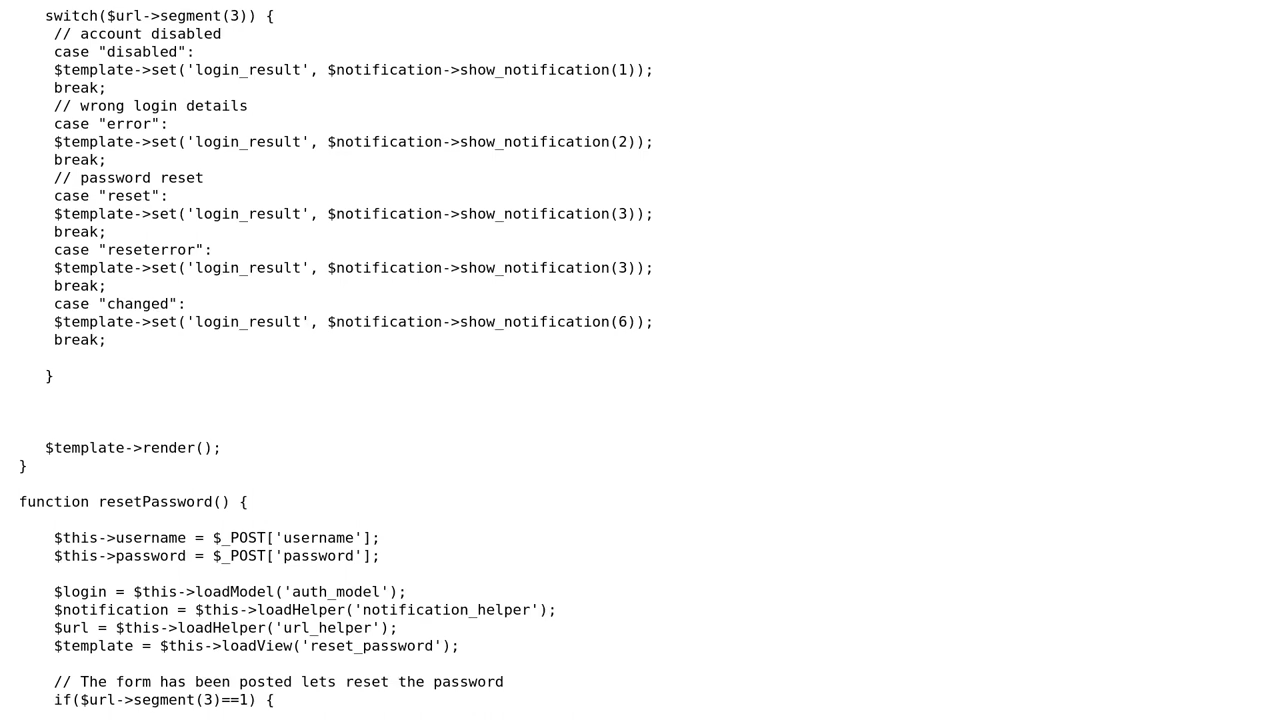 switch($url->segment(3)) {
// account disabled
case "disabled":
$template->set('login_result', $notification->show_notification(1));
break;
// wrong login details
case "error":
$template->set('login_result', $notification->show_notification(2));
break;
// password reset
case "reset":
$template->set('login_result', $notification->show_notification(3));
break;
case "reseterror":
$template->set('login_result', $notification->show_notification(3));
break;
case "changed":
$template->set('login_result', $notification->show_notification(6));
break;
}
$template->render();
}
function resetPassword() {
$this->username = $_POST['username'];
$this->password = $_POST['password'];
$login = $this->loadModel('auth_model');
$notification = $this->loadHelper('notification_helper');
$url = $this->loadHelper('url_helper');
$template = $this->loadView('reset_password');
// The form has been posted lets reset the password
if($url->segment(3)==1) {